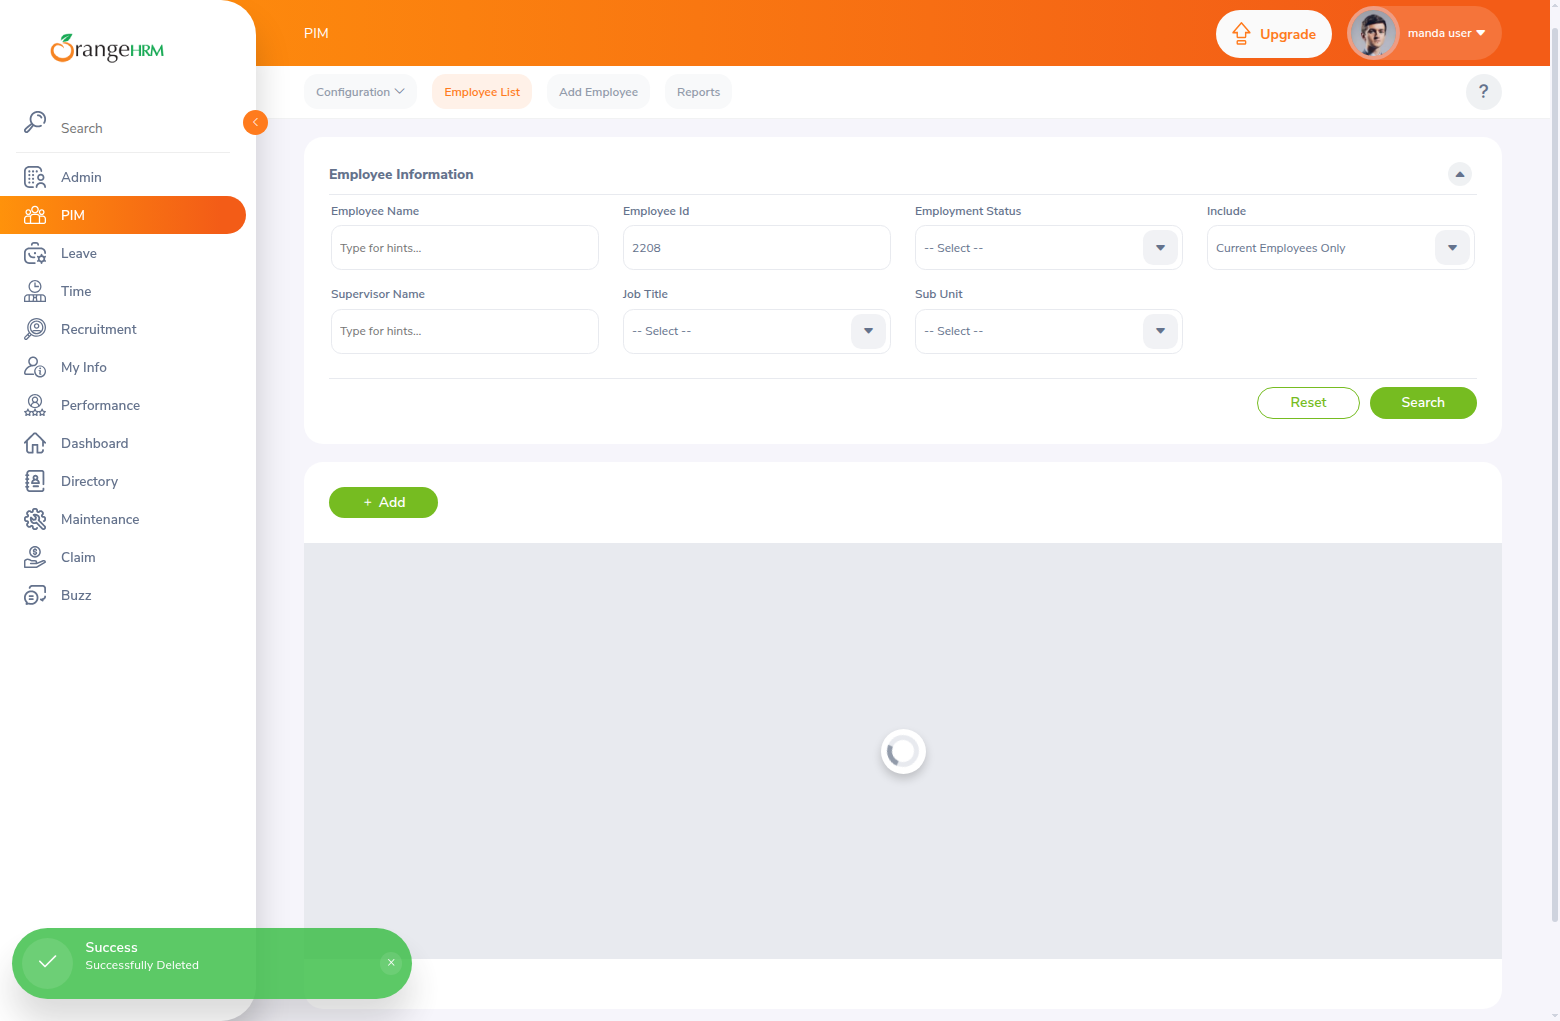 OrangeHRM
Search
Admin
PIM
Leave
Time
Recruitment
My Info
Performance
Dashboard
Directory
Maintenance
Claim
Buzz
PIM
Upgrade
manda user
Configuration
Employee List
Add Employee
Reports
?
Employee Information
Employee Name
Employee Id
Employment Status
Include
Type for hints...
2208
-- Select --
Current Employees Only
Supervisor Name
Job Title
Sub Unit
Type for hints...
-- Select --
-- Select --
Reset
Search
+ Add
Success
Successfully Deleted